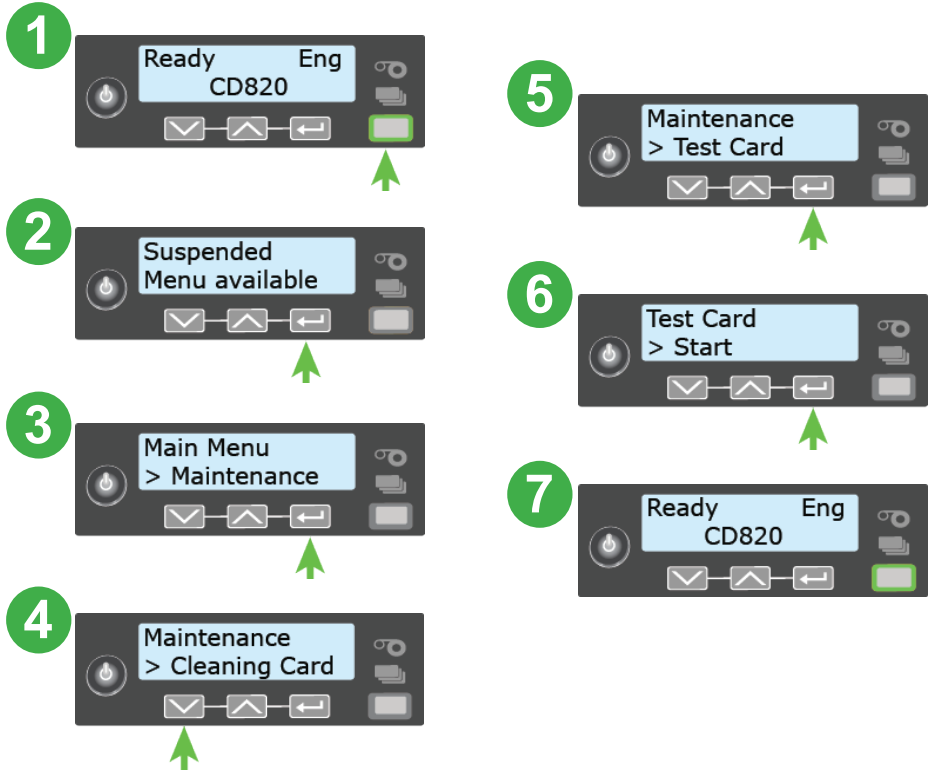 1
Ready Eng
CD820
2
Suspended
Menu available
3
Main Menu
> Maintenance
4
Maintenance
> Cleaning Card
5
Maintenance
> Test Card
6
Test Card
> Start
7
Ready Eng
CD820